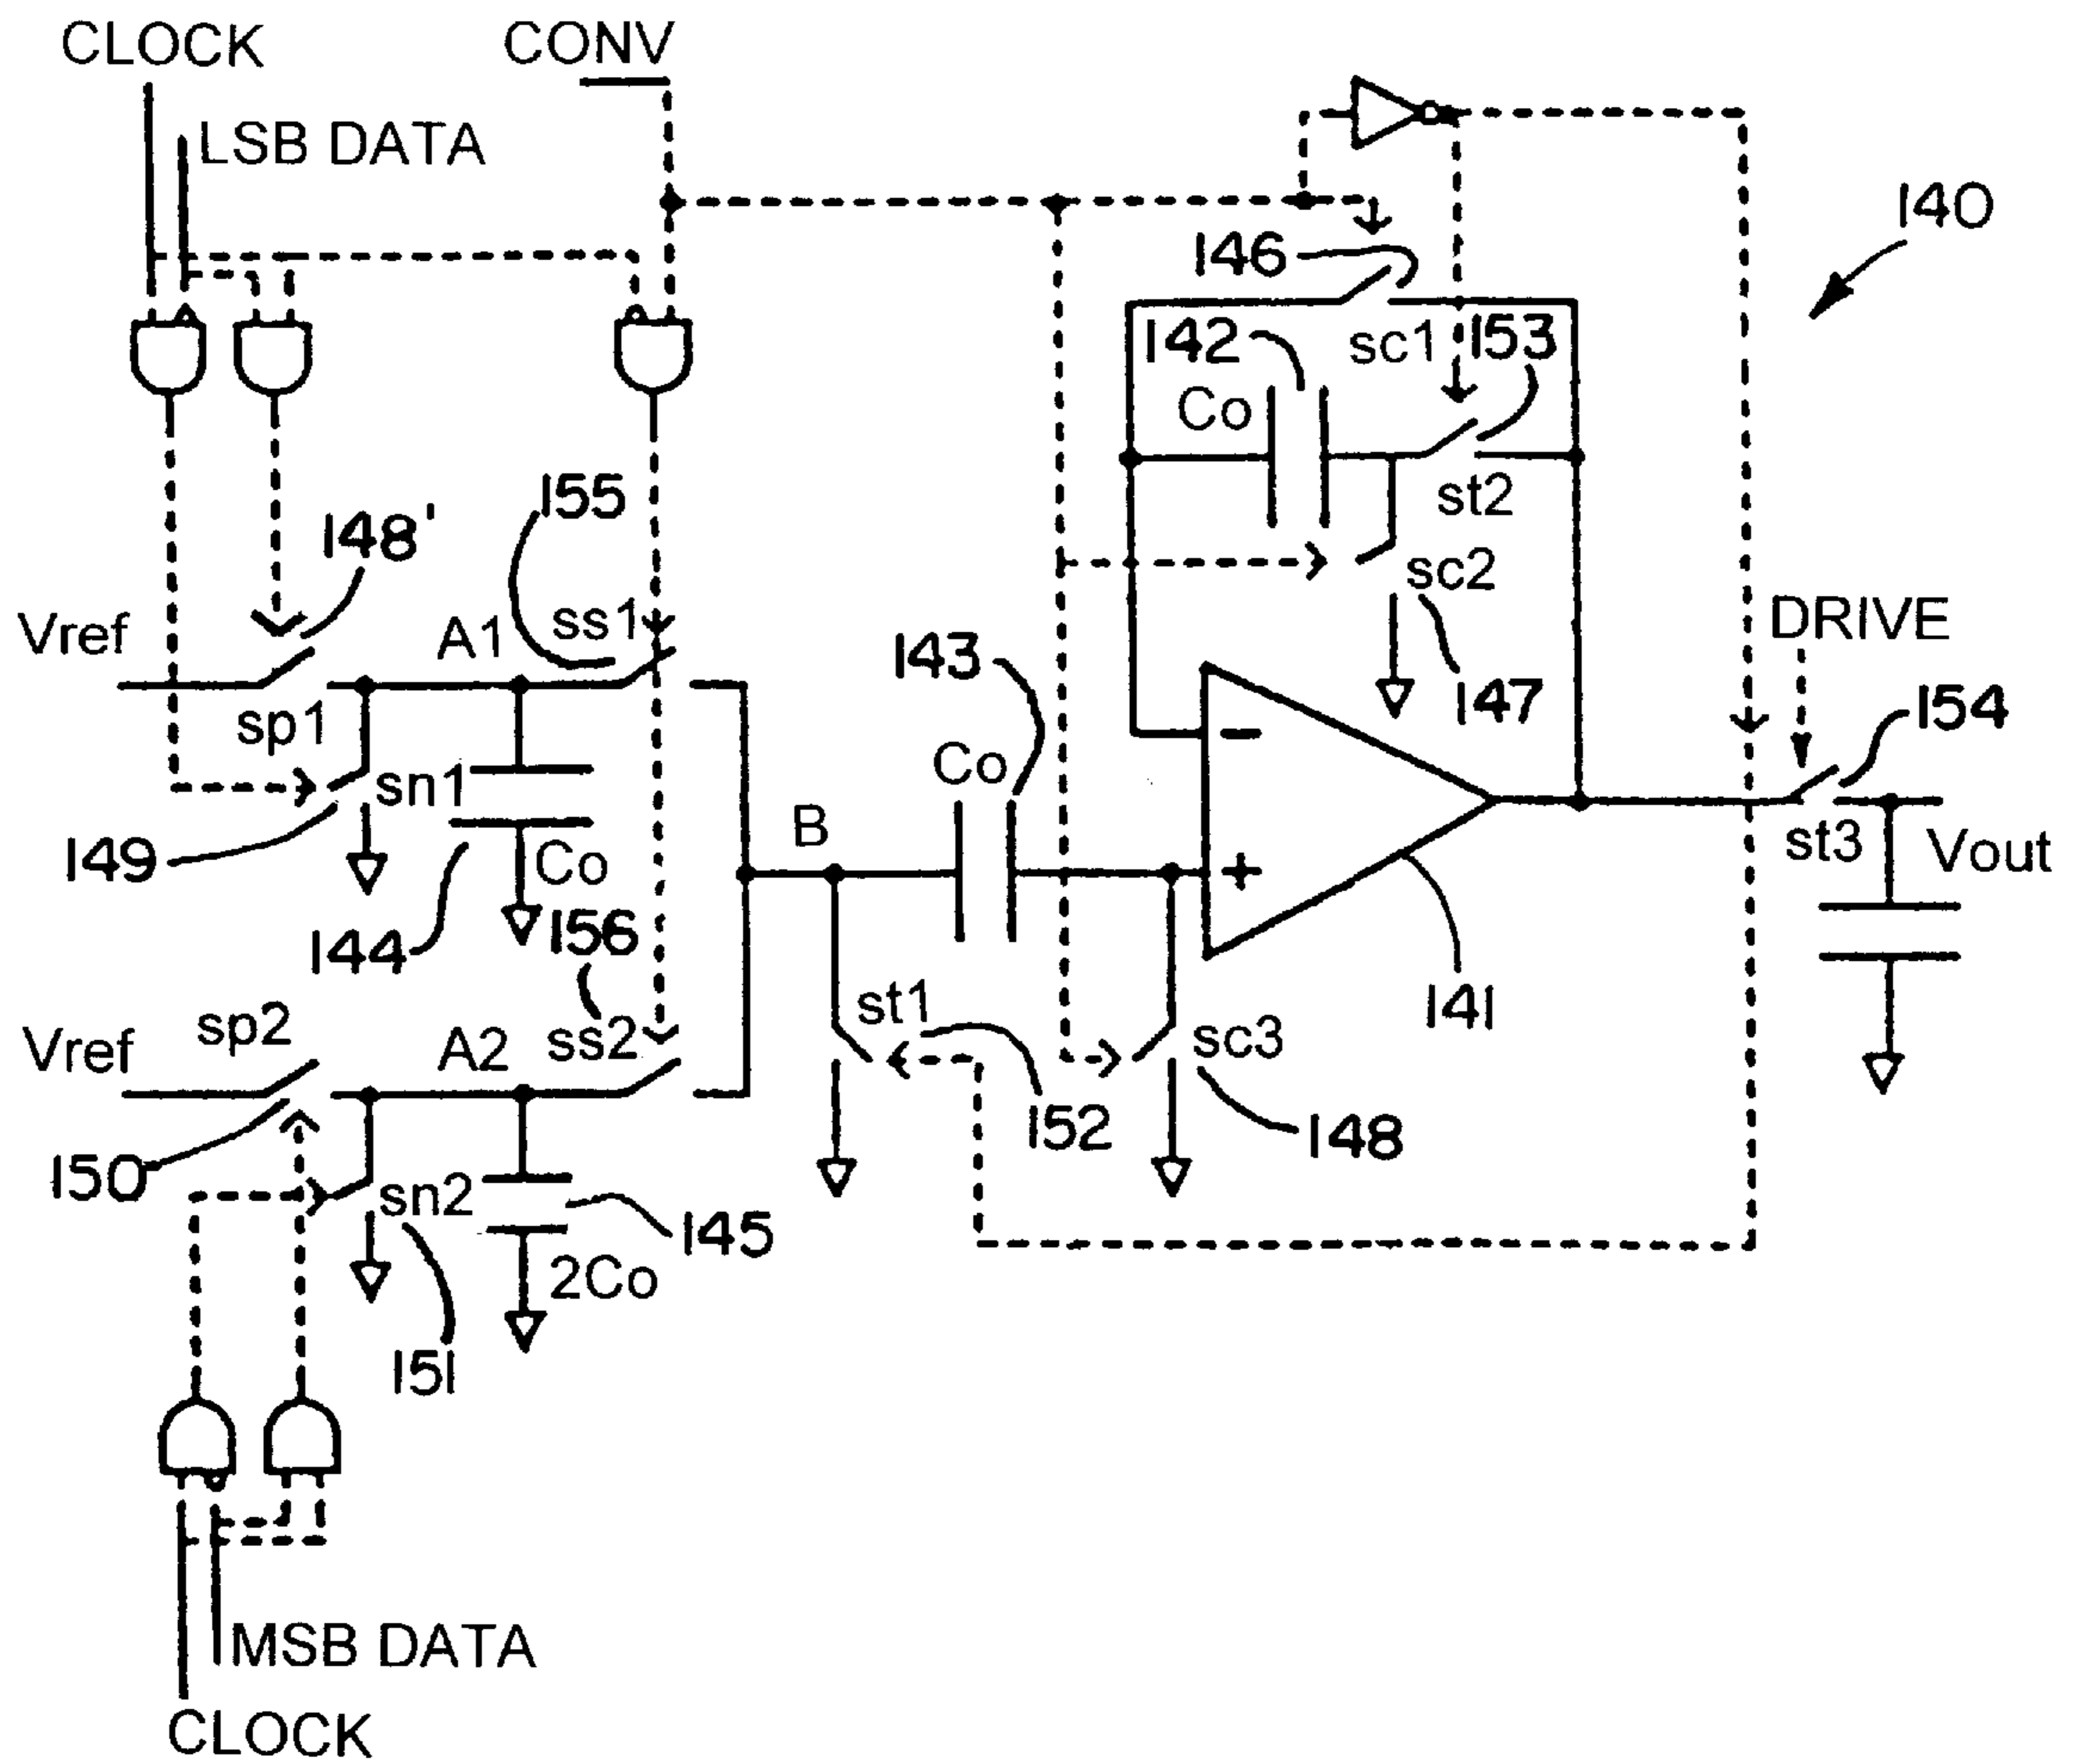 CLOCK
CONV
LSB DATA
140
146
142
sc1
153
Co
155
st2
148'
sc2
Vref
A1
ss1
143
DRIVE
147
154
sp1
sn1
Co
B
149
Co
st3
Vout
144
156
+
−
sp2
st1
141
Vref
A2
ss2
sc3
152
148
150
sn2
145
2Co
151
MSB DATA
CLOCK